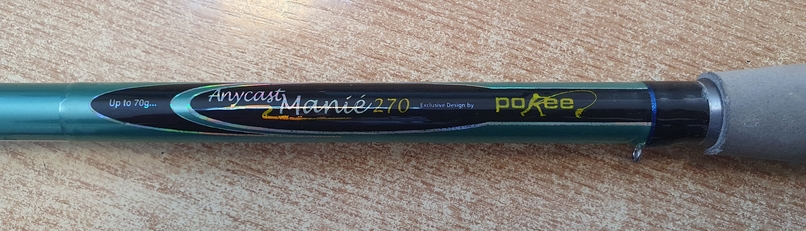 Up to 70g...
Anycast
Manié 270
Exclusive Design by
pokee